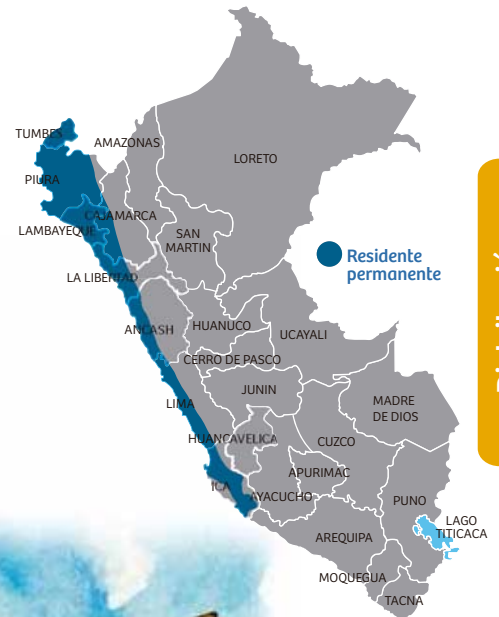 TUMBES
AMAZONAS
LORETO
PIURA
CAJAMARCA
LAMBAYEQUE
SAN
MARTIN
Residente
permanente
LA LIBERTAD
ANCASH
HUANUCO
UCAYALI
CERRO DE PASCO
LIMA
JUNIN
MADRE
DE DIOS
HUANCAVELICA
CUZCO
ICA
APURIMAC
AYACUCHO
PUNO
LAGO
TITICACA
AREQUIPA
MOQUEGUA
TACNA